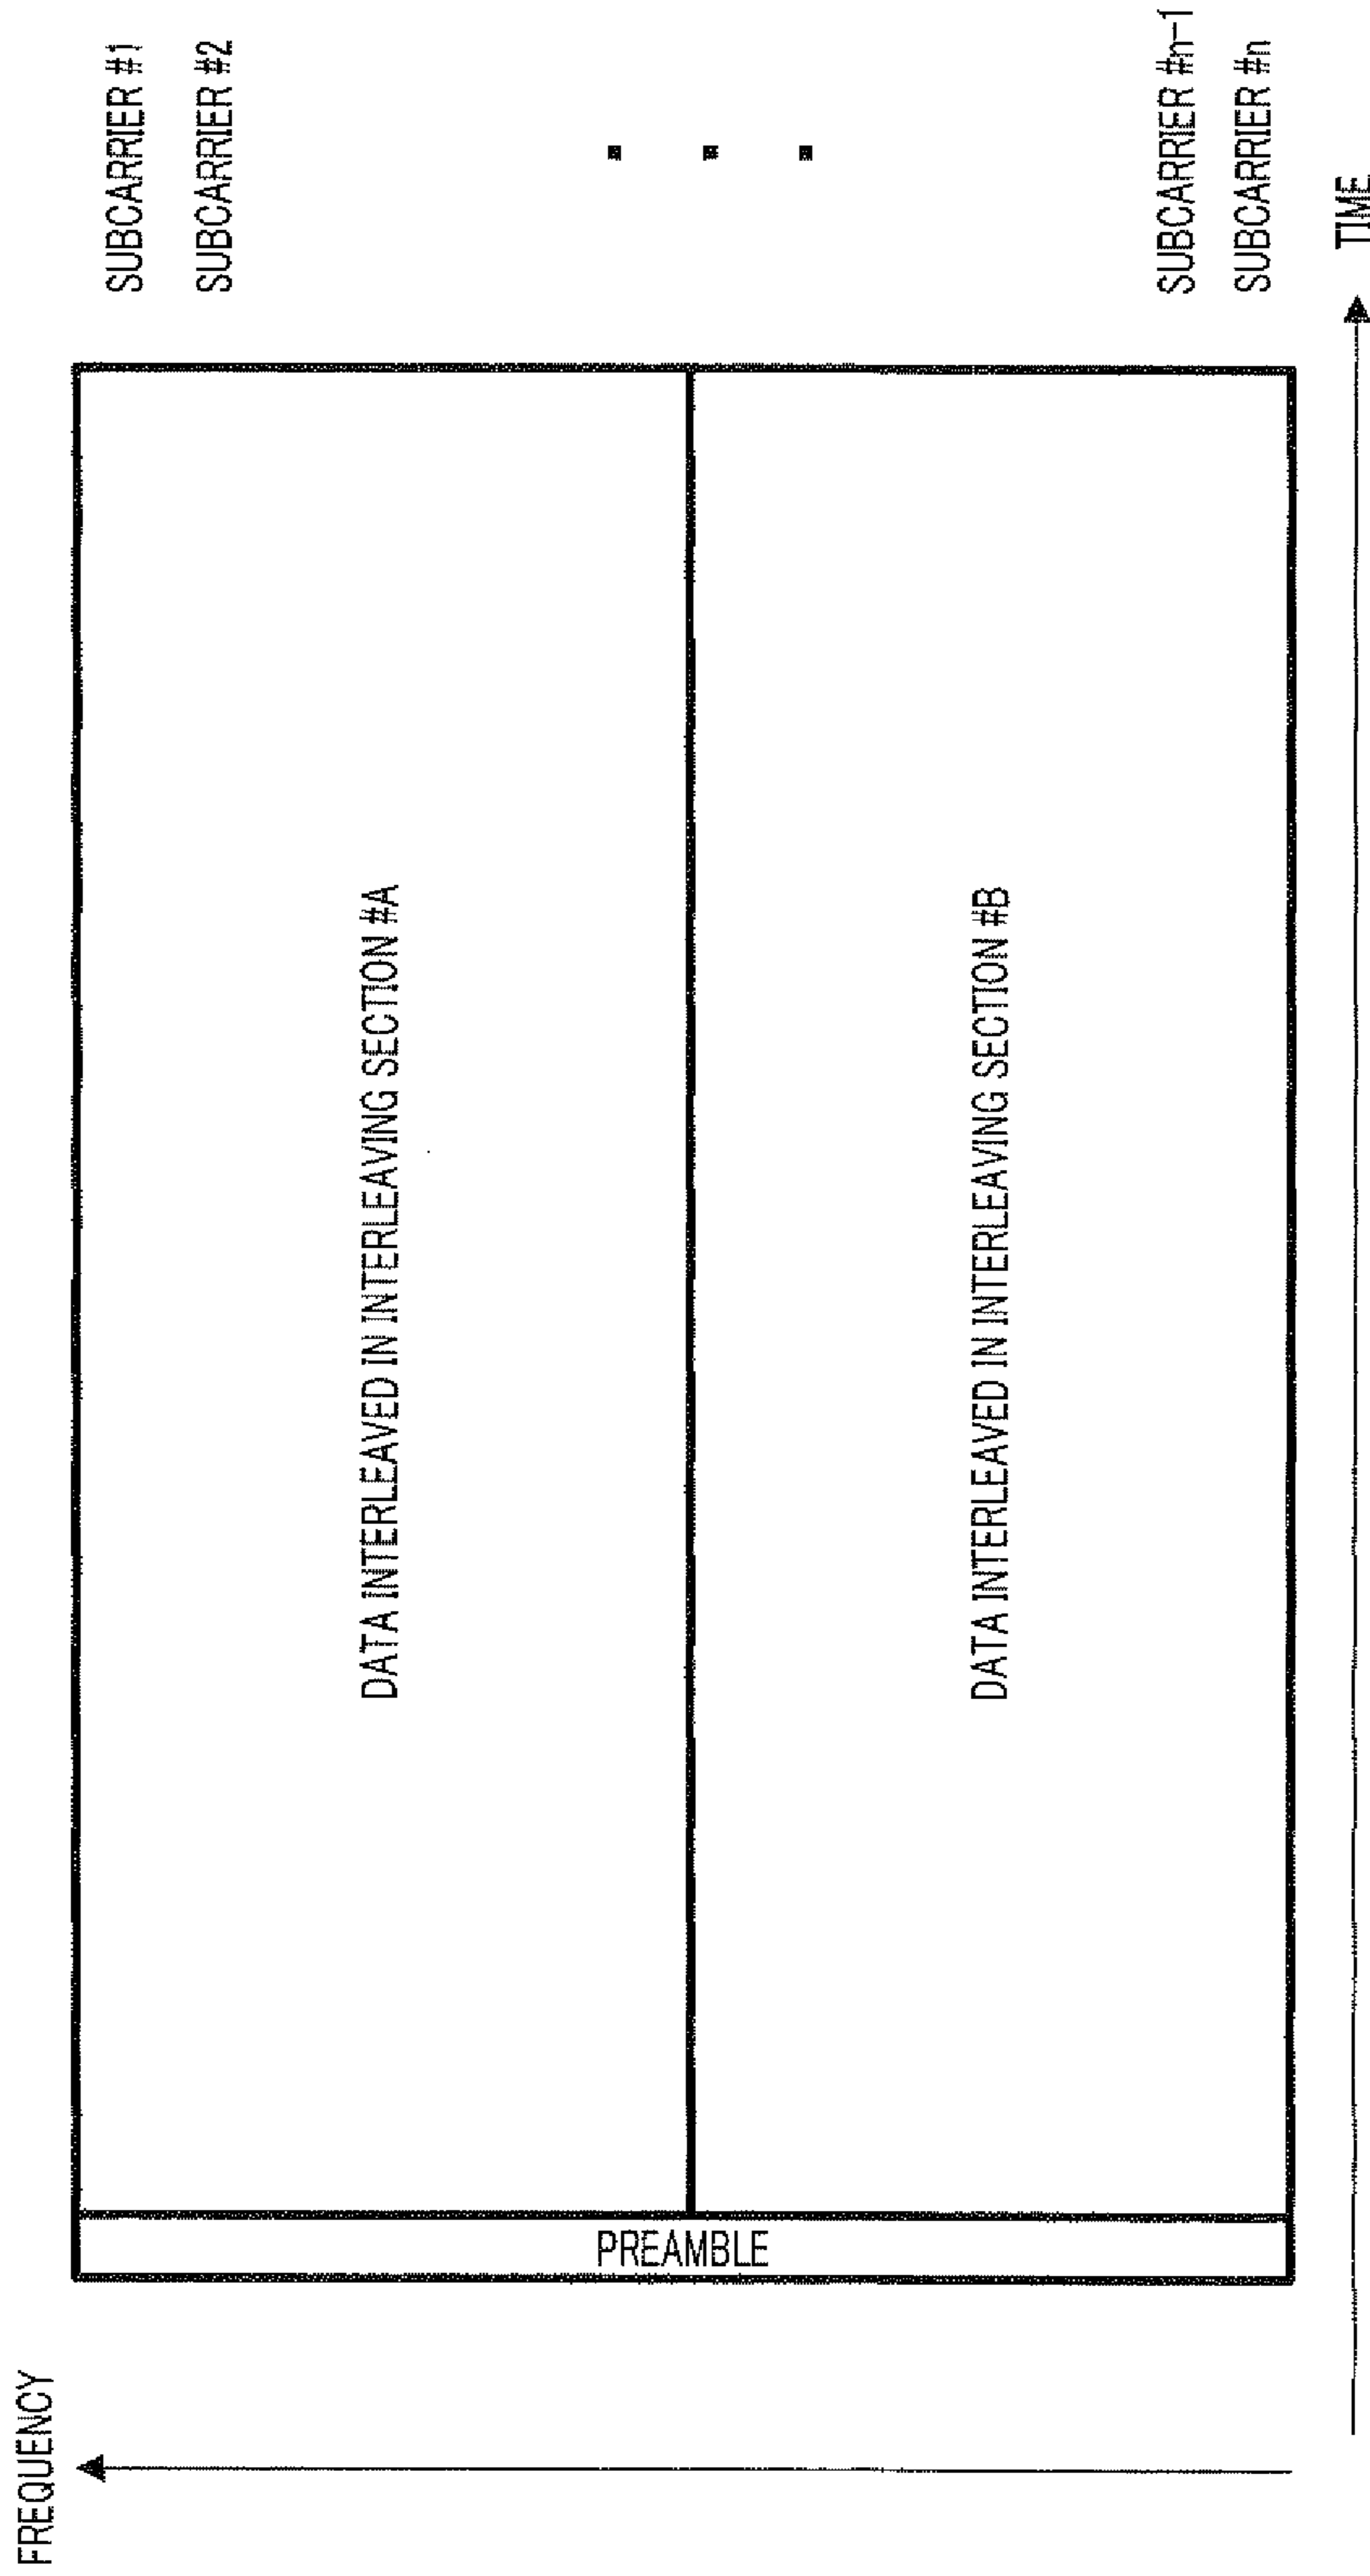 FREQUENCY
PREAMBLE
DATA INTERLEAVED IN INTERLEAVING SECTION #A
DATA INTERLEAVED IN INTERLEAVING SECTION #B
SUBCARRIER #1
SUBCARRIER #2
SUBCARRIER #n-1
SUBCARRIER #n
TIME